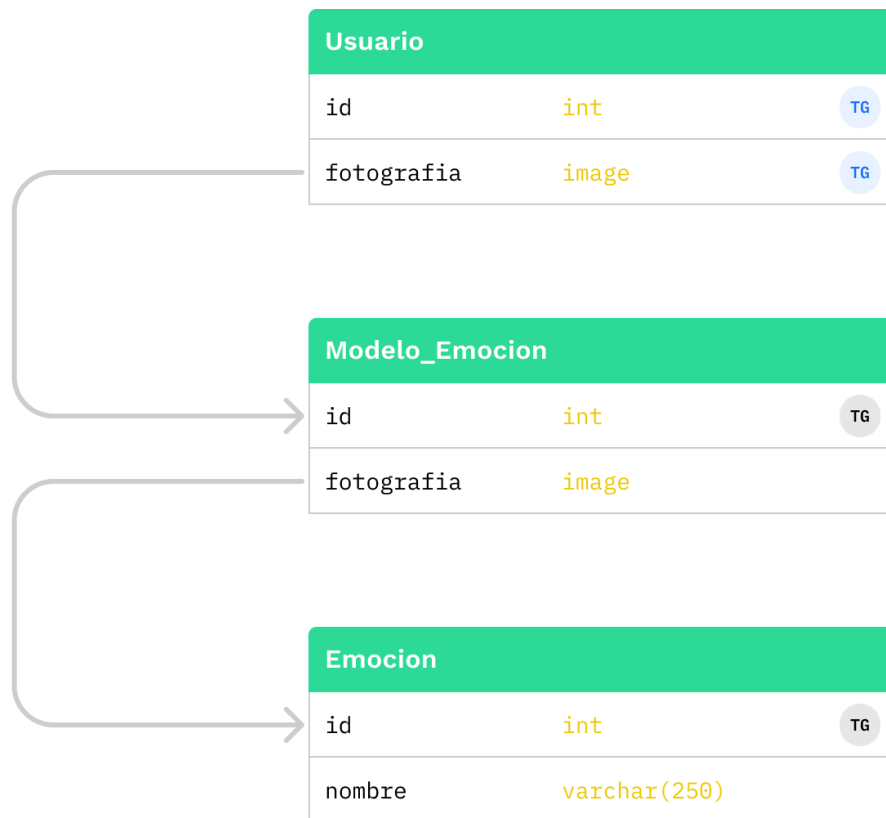 Usuario
id int TG
fotografia image TG
Modelo_Emocion
id int TG
fotografia image
Emocion
id int TG
nombre varchar(250)